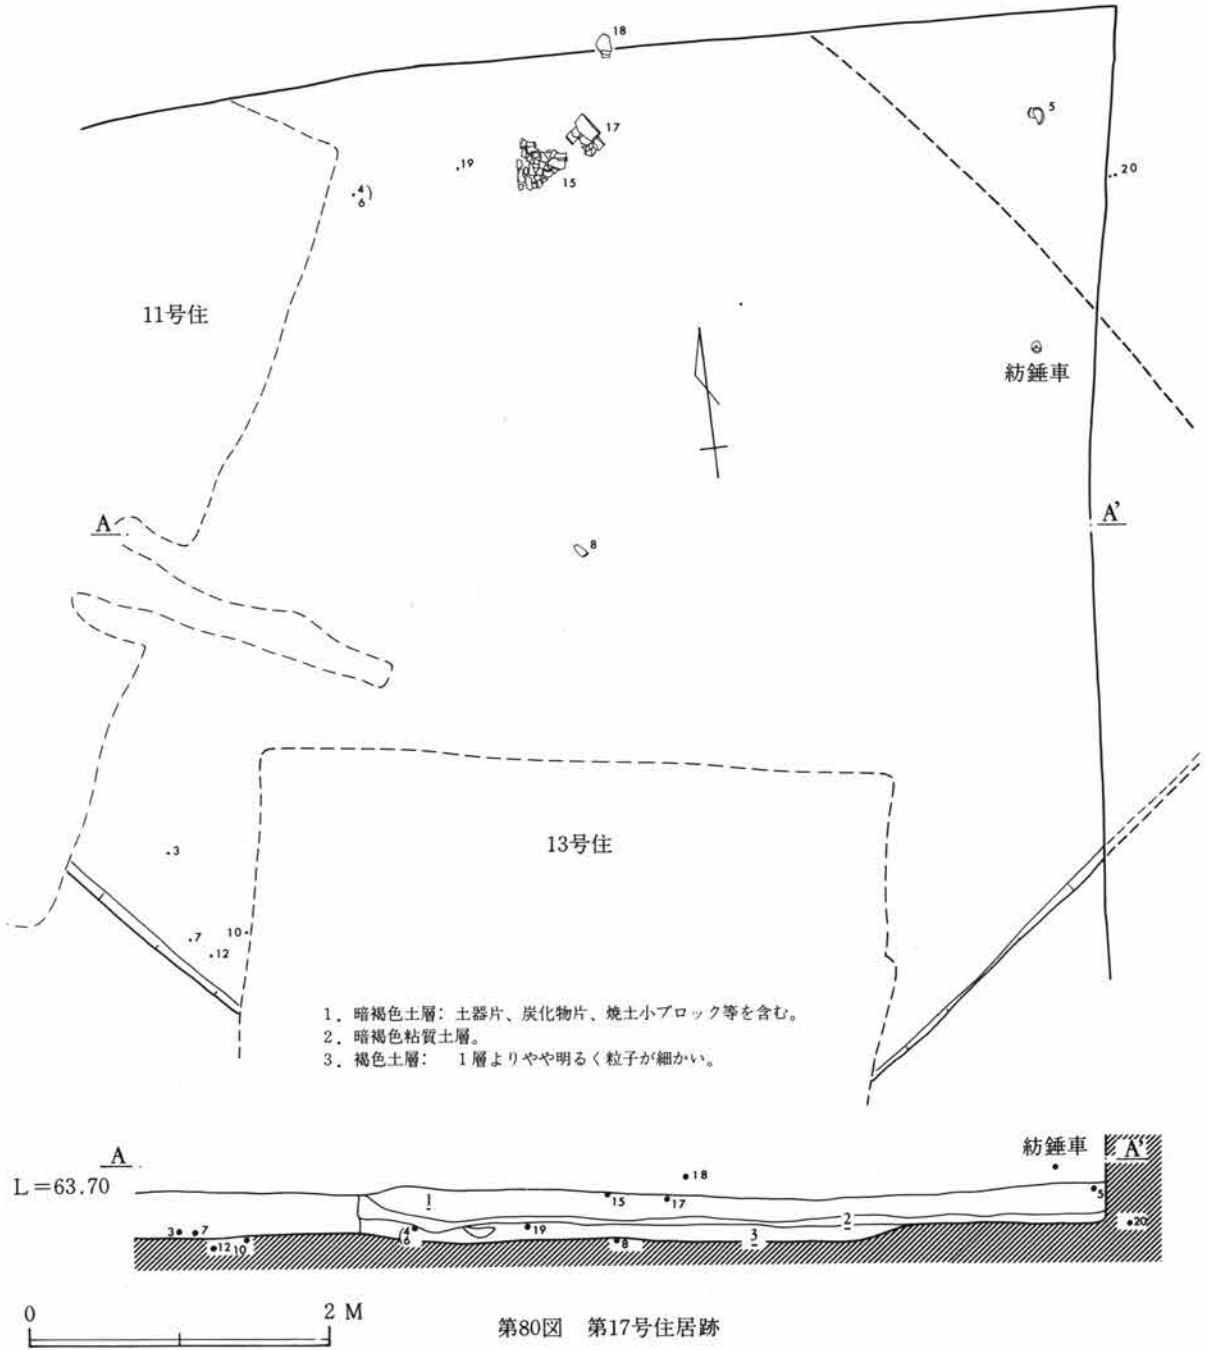 18
5
17
19
15
20
4)
6
11号住
紡錘車
A
A'
8
13号住
3
7
10
12
1. 暗褐色土層: 土器片、炭化物片、焼土小ブロック等を含む。
2. 暗褐色粘質土層。
3. 褐色土層: 1層よりやや明るく粒子が細かい。
A
紡錘車
A'
L=63.70
18
1
15
17
5
2
20
3
7
12
10
(4
6
19
8
3
0
2 M
第80図 第17号住居跡